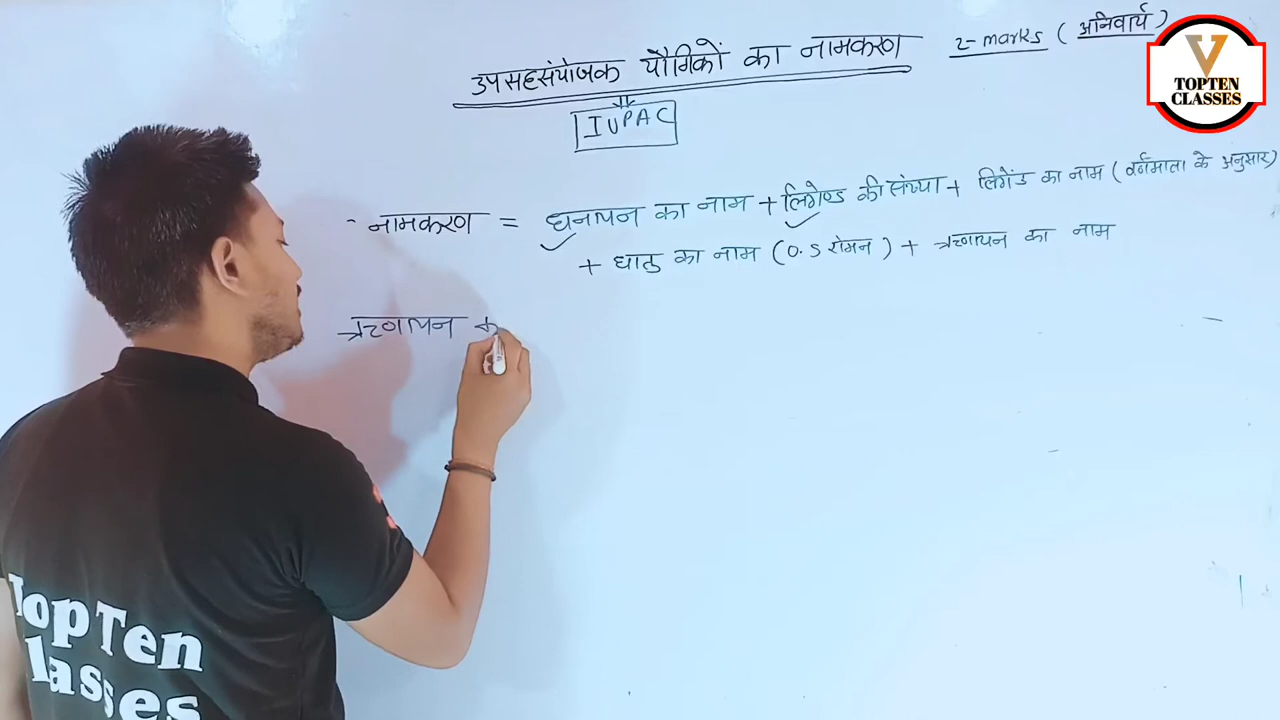 उपसहसंयोजक यौगिकों का नामकरण 2-marks (अनिवार्य)
IUPAC
V
TOPTEN
CLASSES
- नामकरण = धनायन का नाम + लिगेण्ड की संख्या + लिगेंड का नाम (वर्णमाला के अनुसार)
+ धातु का नाम (O.S रोमन) + ऋणायन का नाम
ऋणायन
TopTen
lasses